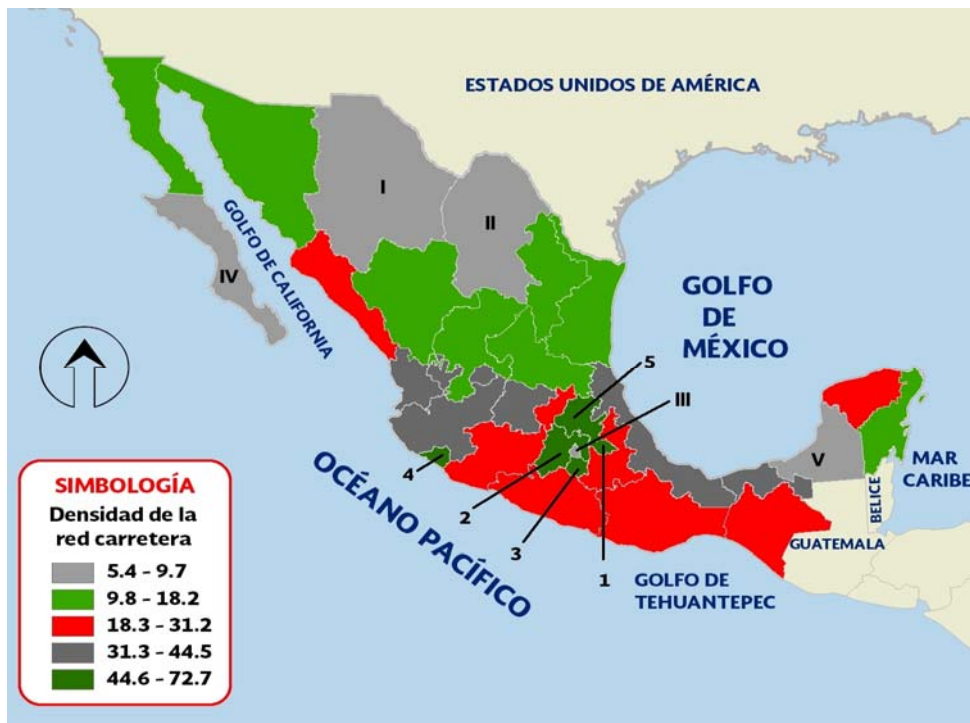 ESTADOS UNIDOS DE AMÉRICA
I
II
GOLFO DE CALIFORNIA
IV
GOLFO
DE
MÉXICO
5
III
4
2
3
1
V
MAR
CARIBE
BELICE
GUATEMALA
OCÉANO PACÍFICO
GOLFO DE
TEHUANTEPEC
SIMBOLOGÍA
Densidad de la
red carretera
5.4 – 9.7
9.8 – 18.2
18.3 – 31.2
31.3 – 44.5
44.6 – 72.7